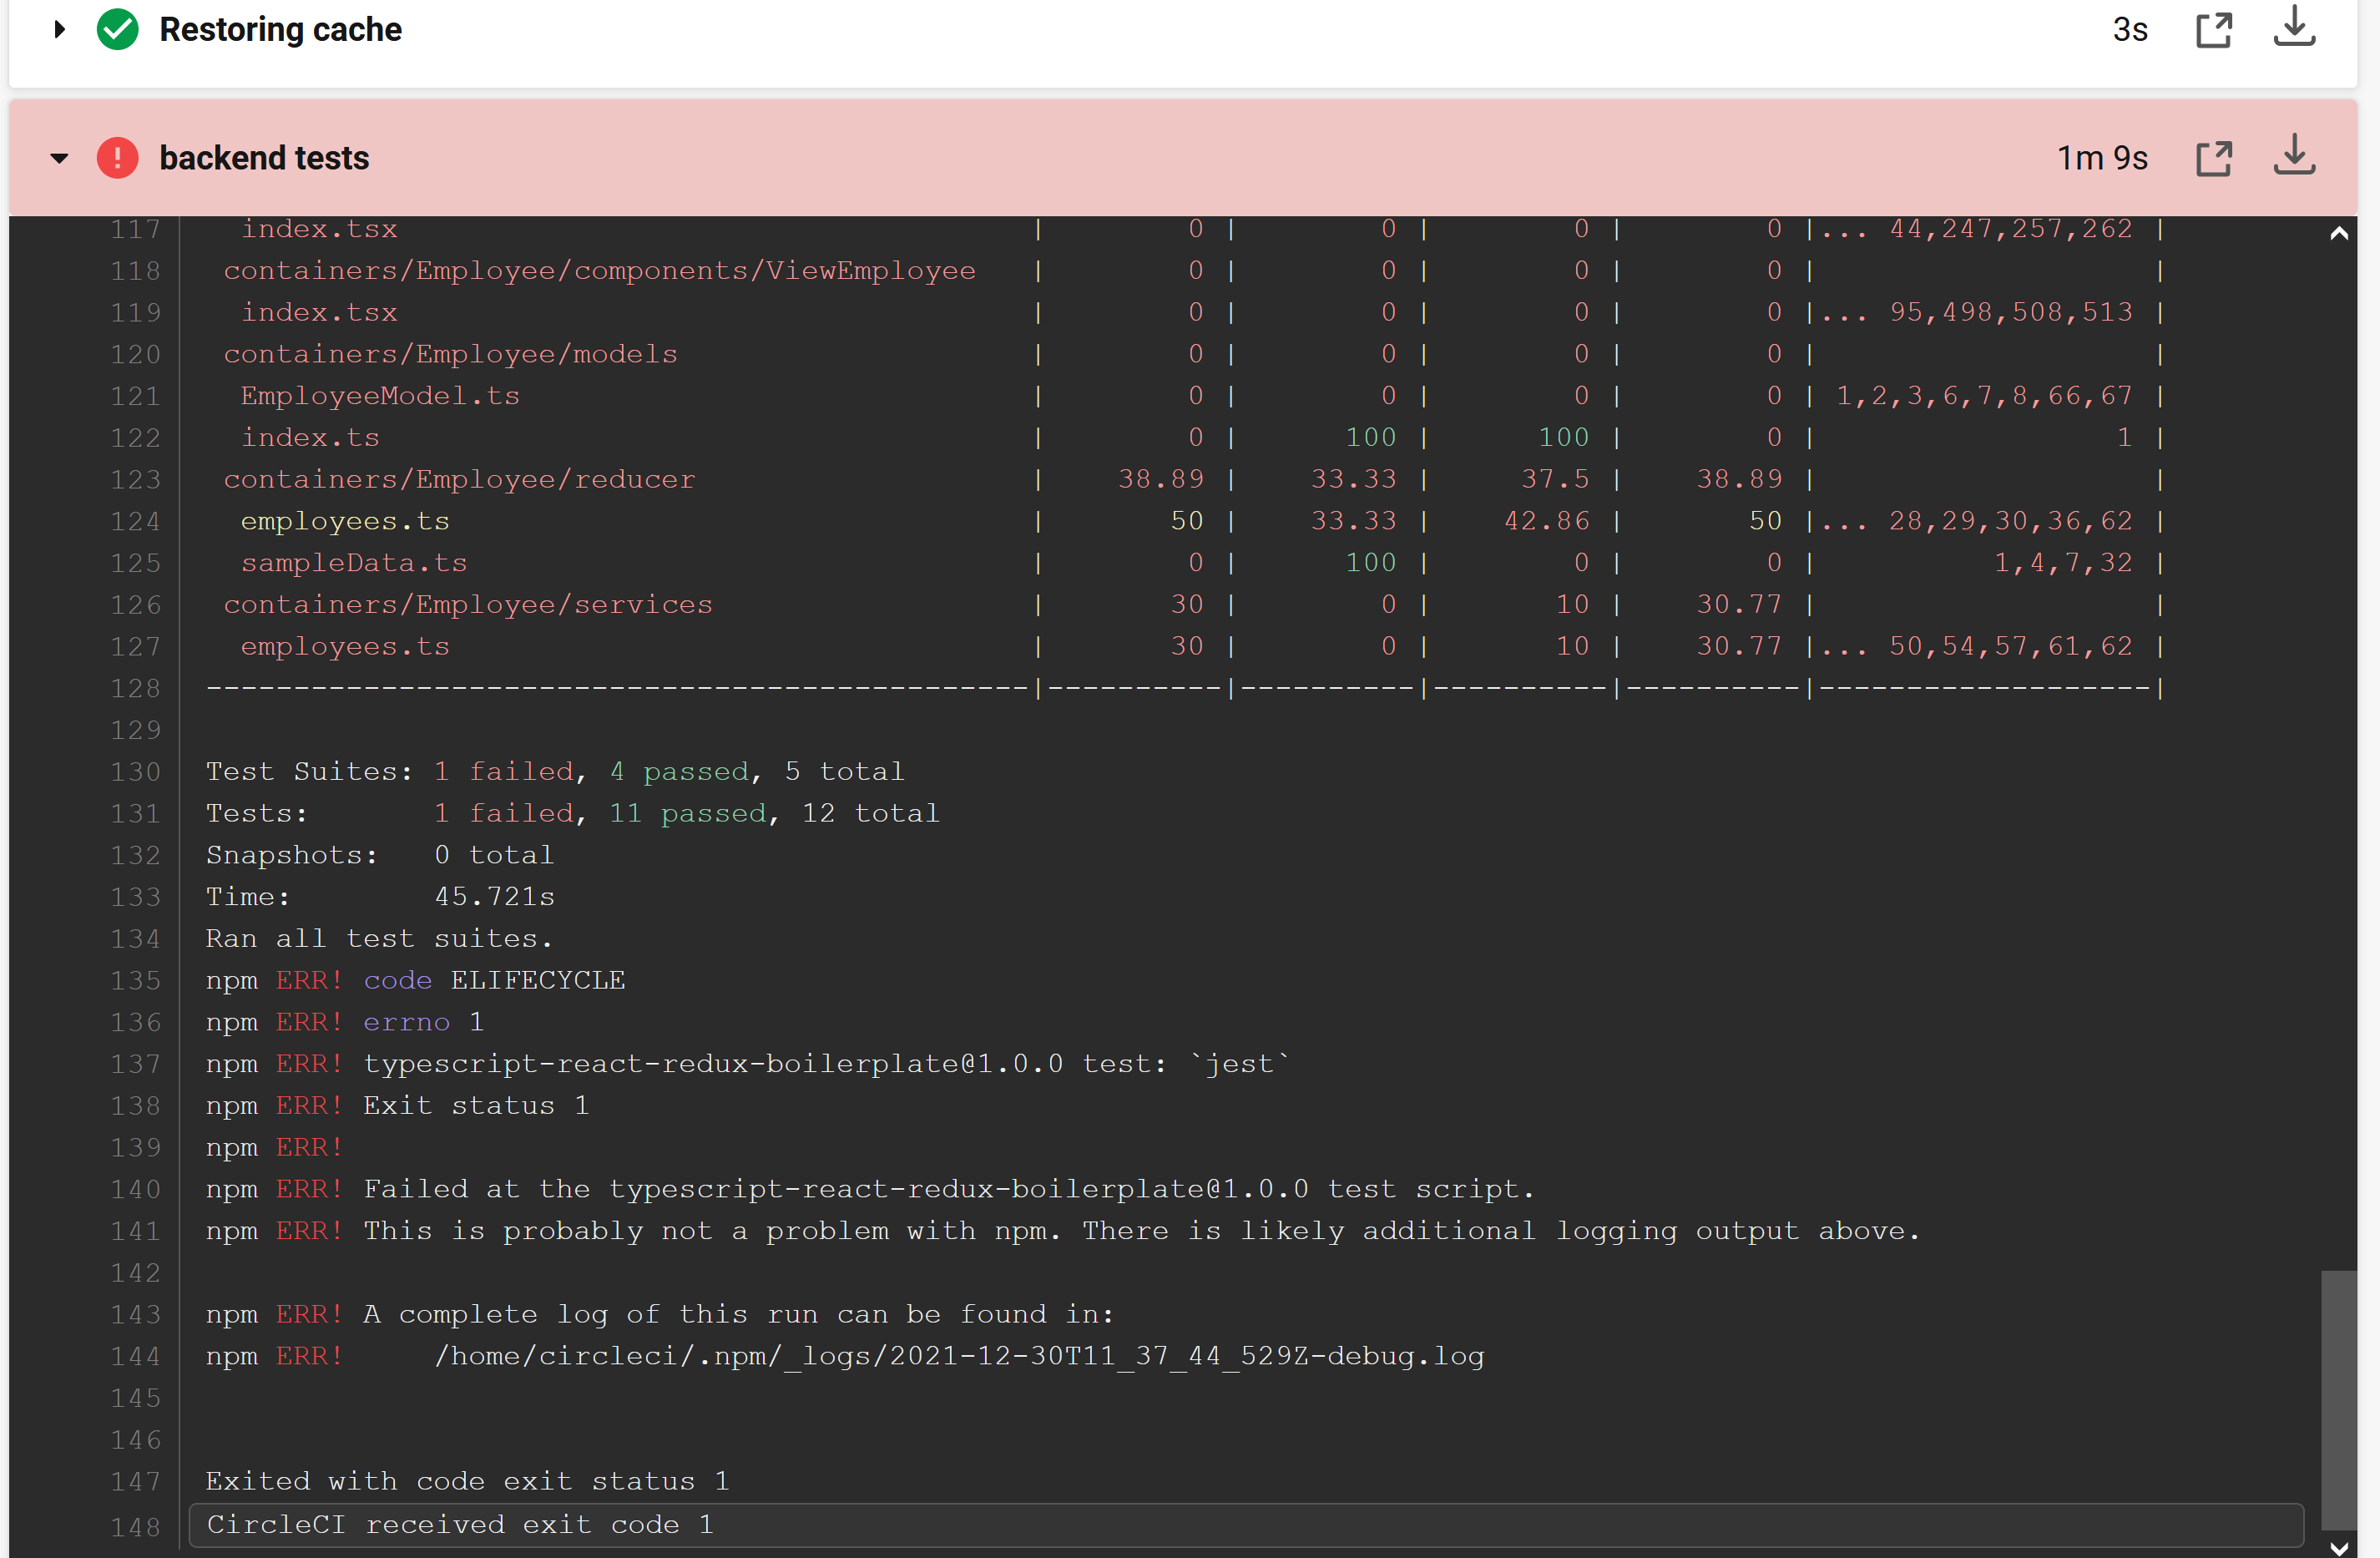 Restoring cache 3s
backend tests 1m 9s
117 index.tsx | 0 | 0 | 0 | 0 |... 44,247,257,262 |
118 containers/Employee/components/ViewEmployee | 0 | 0 | 0 | 0 | |
119 index.tsx | 0 | 0 | 0 | 0 |... 95,498,508,513 |
120 containers/Employee/models | 0 | 0 | 0 | 0 | |
121 EmployeeModel.ts | 0 | 0 | 0 | 0 | 1,2,3,6,7,8,66,67 |
122 index.ts | 0 | 100 | 100 | 0 | 1 |
123 containers/Employee/reducer | 38.89 | 33.33 | 37.5 | 38.89 | |
124 employees.ts | 50 | 33.33 | 42.86 | 50 |... 28,29,30,36,62 |
125 sampleData.ts | 0 | 100 | 0 | 0 | 1,4,7,32 |
126 containers/Employee/services | 30 | 0 | 10 | 30.77 | |
127 employees.ts | 30 | 0 | 10 | 30.77 |... 50,54,57,61,62 |
128 -----------------------------------------------|----------|----------|----------|----------|-------------------|
129
130 Test Suites: 1 failed, 4 passed, 5 total
131 Tests: 1 failed, 11 passed, 12 total
132 Snapshots: 0 total
133 Time: 45.721s
134 Ran all test suites.
135 npm ERR! code ELIFECYCLE
136 npm ERR! errno 1
137 npm ERR! typescript-react-redux-boilerplate@1.0.0 test: `jest`
138 npm ERR! Exit status 1
139 npm ERR!
140 npm ERR! Failed at the typescript-react-redux-boilerplate@1.0.0 test script.
141 npm ERR! This is probably not a problem with npm. There is likely additional logging output above.
142
143 npm ERR! A complete log of this run can be found in:
144 npm ERR! /home/circleci/.npm/_logs/2021-12-30T11_37_44_529Z-debug.log
145
146
147 Exited with code exit status 1
148 CircleCI received exit code 1